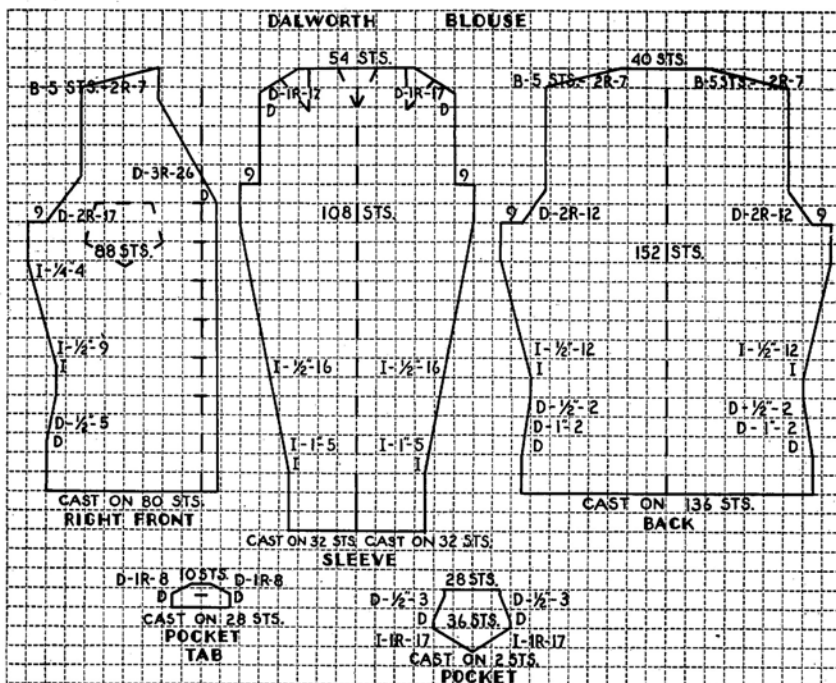 DALWORTH BLOUSE
B-5 STS.-2R-7
D-3R-26
D
9
D-2R-17
88 STS.
I-¼"-4
I-½"-9
I
D-½"-5
D
CAST ON 80 STS.
RIGHT FRONT
54 STS.
D-1R-17 D-1R-17
D D
9 9
108 STS.
I-½"-16 I-½"-16
I-1"-5 I-1"-5
I I
CAST ON 32 STS. CAST ON 32 STS.
SLEEVE
40 STS.
B-5 STS.-2R-7 B-5 STS.-2R-7
9 9
D-2R-12 D-2R-12
152 STS.
I-½"-12 I-½"-12
I I
D-½"-2 D-½"-2
D-1"-2 D-1"-2
D D
CAST ON 136 STS.
BACK
D-1R-8 10 STS. D-1R-8
D D
CAST ON 28 STS.
POCKET
TAB
28 STS.
D-½"-3 D-½"-3
D D
36 STS.
I-1R-17 I-1R-17
CAST ON 2 STS.
POCKET